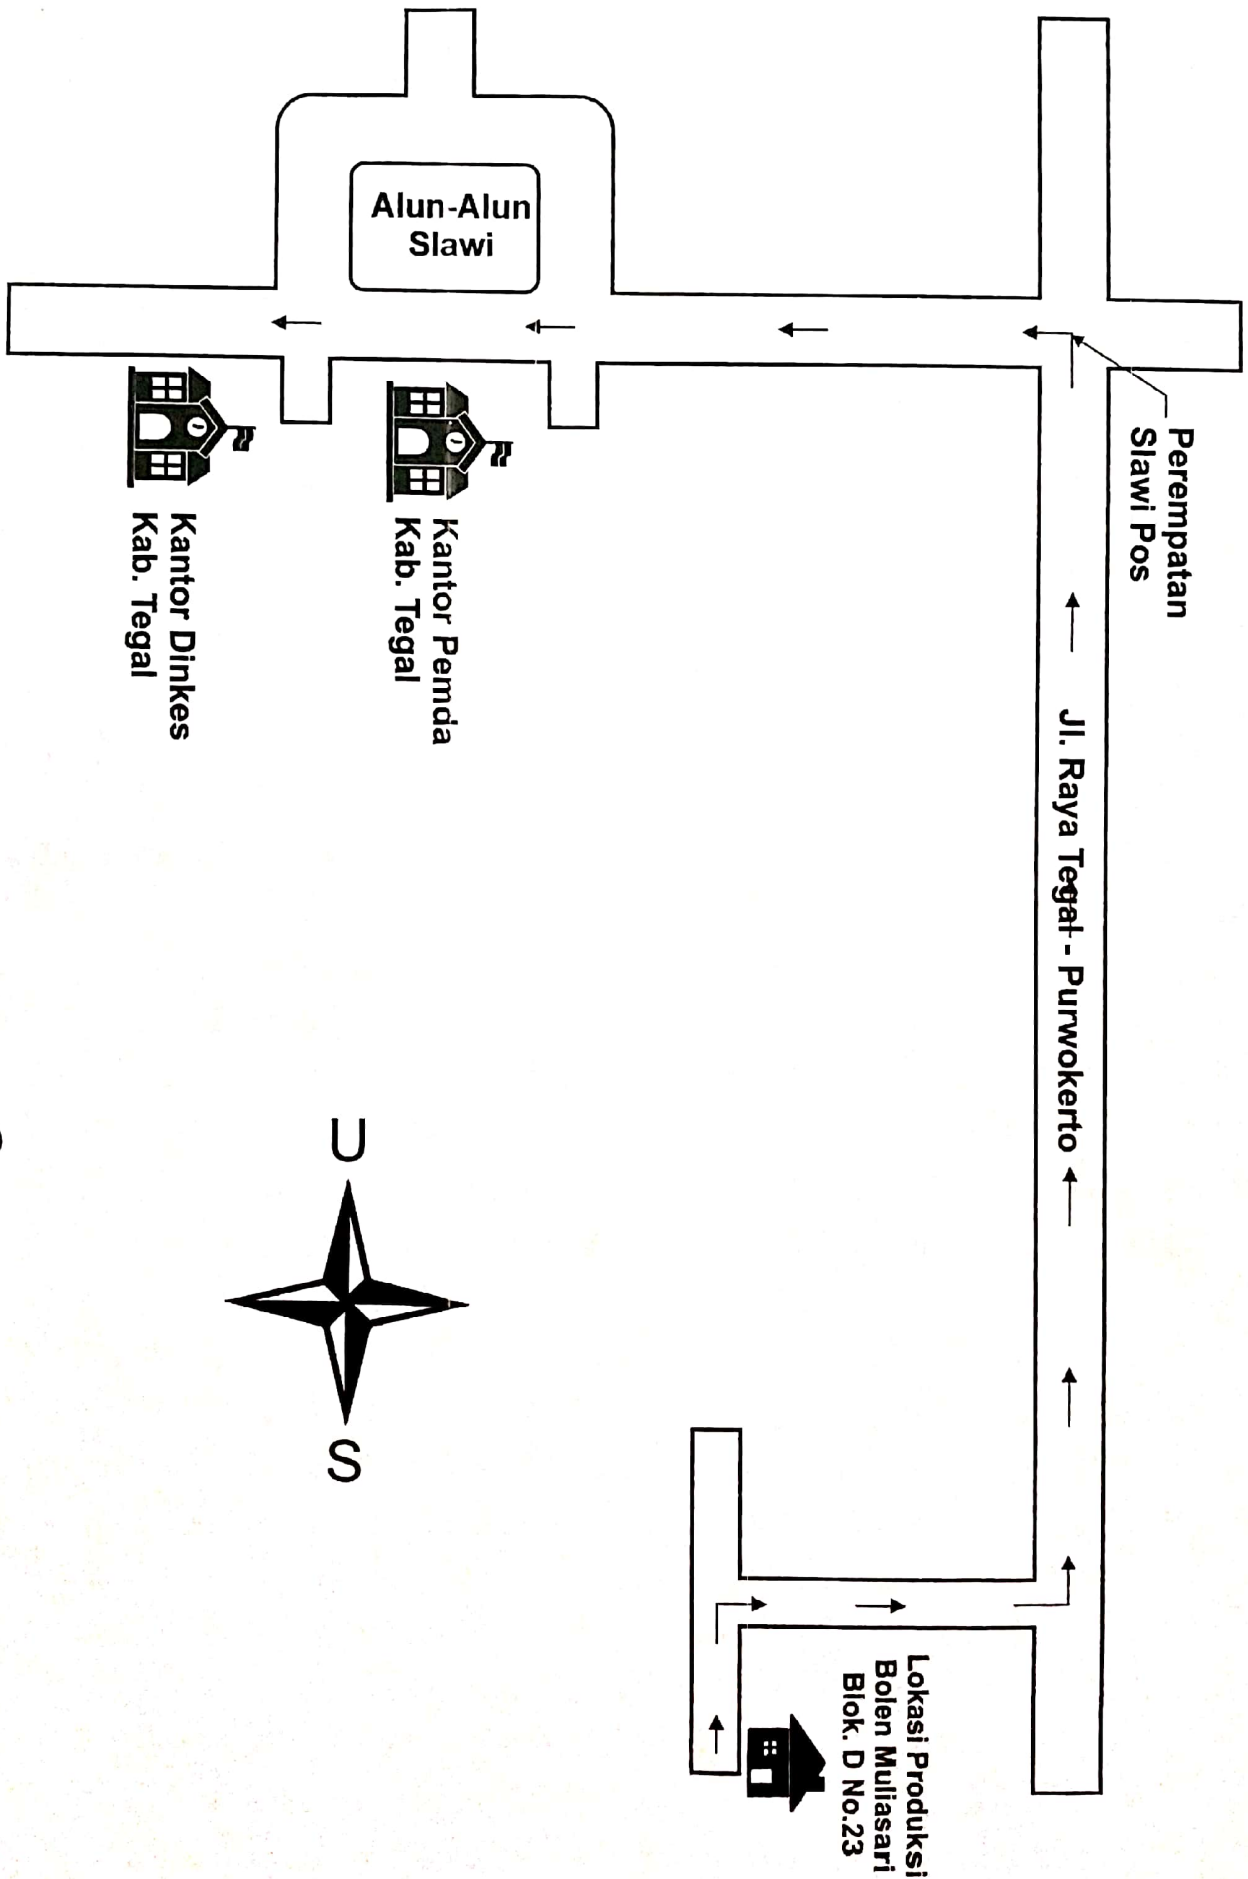 Alun-Alun
Slawi
Perempatan
Slawi Pos
Kantor Pemda
Kab. Tegal
Kantor Dinkes
Kab. Tegal
Jl. Raya Tegal - Purwokerto
U
S
Lokasi Produksi
Bolen Muliasari
Blok. D No.23